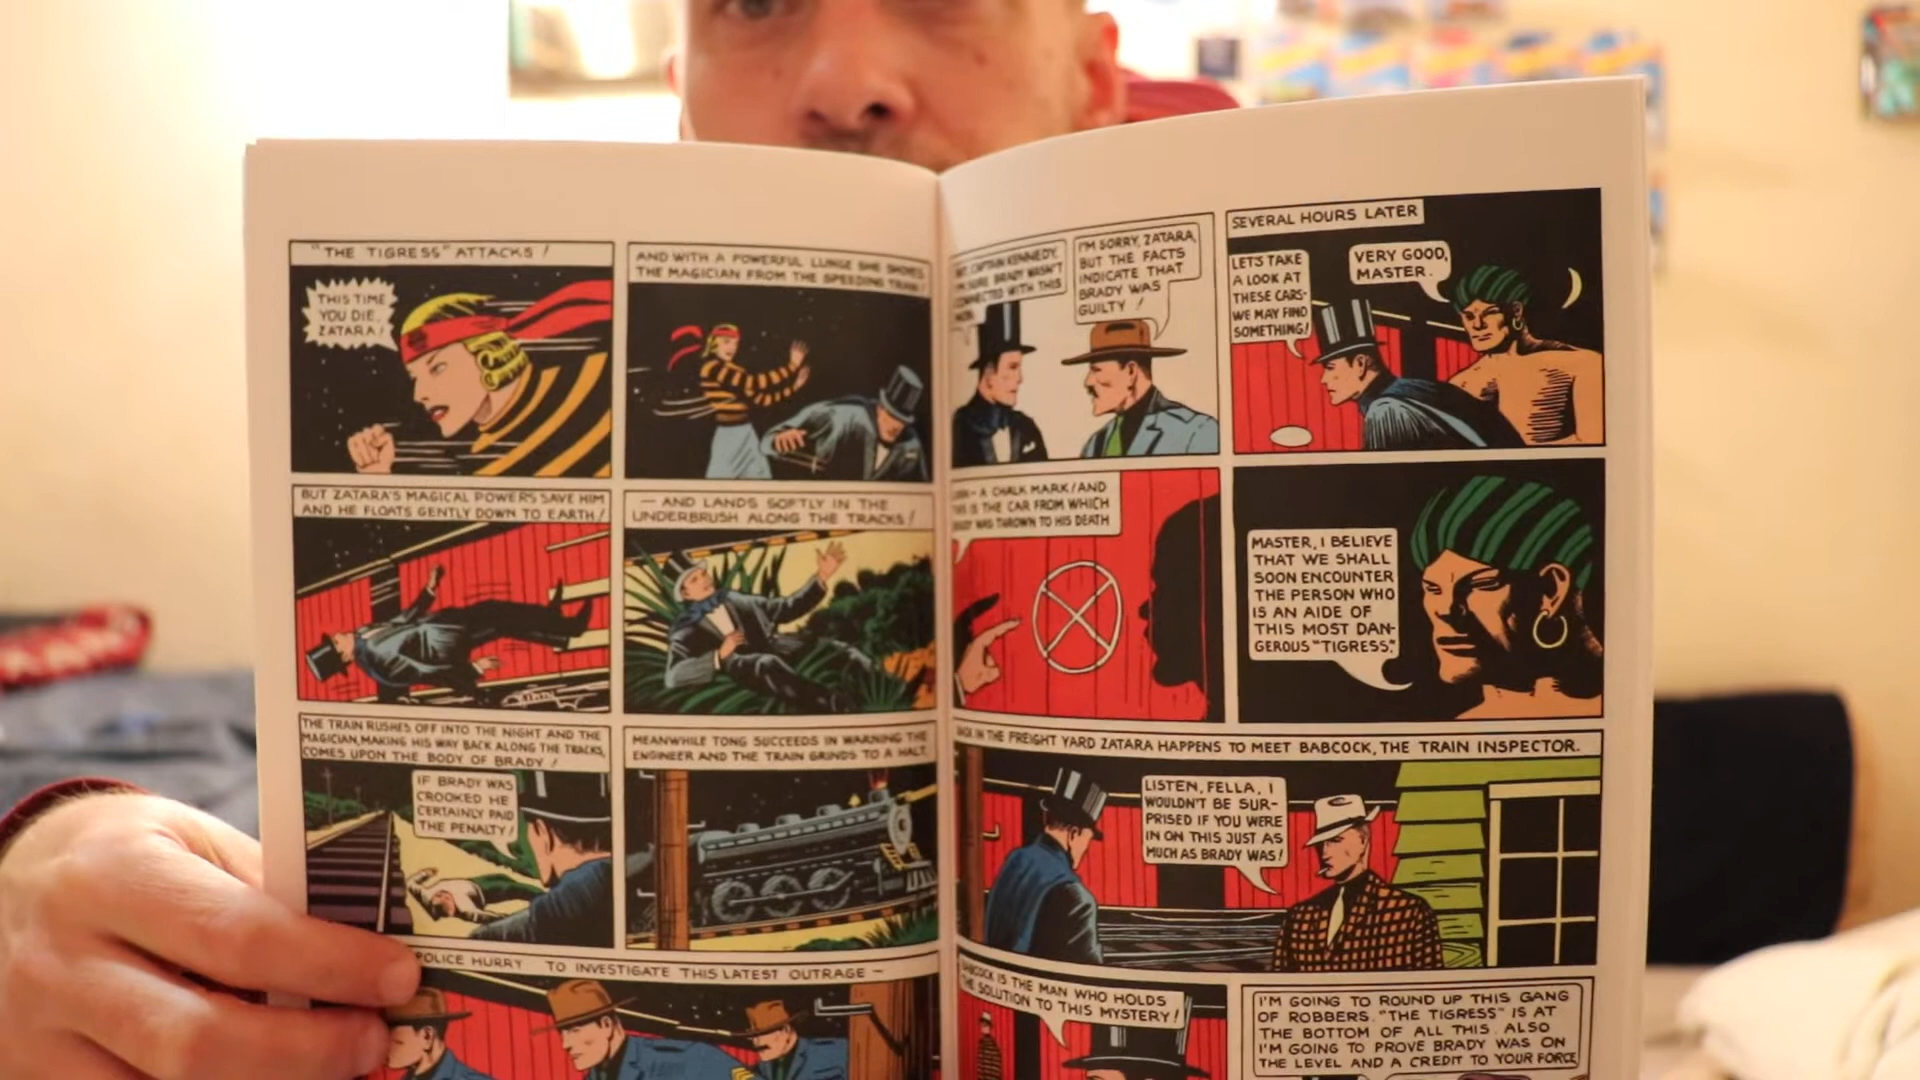 "THE TIGRESS" ATTACKS!
THIS TIME
YOU DIE,
ZATARA!
AND WITH A POWERFUL LUNGE SHE SHOVES
THE MAGICIAN FROM THE SPEEDING TRAIN!
BUT ZATARA'S MAGICAL POWERS SAVE HIM
AND HE FLOATS GENTLY DOWN TO EARTH!
— AND LANDS SOFTLY IN THE
UNDERBRUSH ALONG THE TRACKS!
THE TRAIN RUSHES OFF INTO THE NIGHT AND THE
MAGICIAN, MAKING HIS WAY BACK ALONG THE TRACKS,
COMES UPON THE BODY OF BRADY!
IF BRADY WAS
CROOKED HE
CERTAINLY PAID
THE PENALTY!
MEANWHILE TONG SUCCEEDS IN WARNING THE
ENGINEER AND THE TRAIN GRINDS TO A HALT.
POLICE HURRY TO INVESTIGATE THIS LATEST OUTRAGE —
CAPTAIN KENNEDY,
SURE BRADY WASN'T
CONNECTED WITH THIS
I'M SORRY, ZATARA,
BUT THE FACTS
INDICATE THAT
BRADY WAS
GUILTY!
SEVERAL HOURS LATER
LET'S TAKE
A LOOK AT
THESE CARS-
WE MAY FIND
SOMETHING!
VERY GOOD,
MASTER.
A CHALK MARK! AND
IS THE CAR FROM WHICH
WAS THROWN TO HIS DEATH
MASTER, I BELIEVE
THAT WE SHALL
SOON ENCOUNTER
THE PERSON WHO
IS AN AIDE OF
THIS MOST DAN-
GEROUS "TIGRESS."
BACK IN THE FREIGHT YARD ZATARA HAPPENS TO MEET BABCOCK, THE TRAIN INSPECTOR.
LISTEN, FELLA, I
WOULDN'T BE SUR-
PRISED IF YOU WERE
IN ON THIS JUST AS
MUCH AS BRADY WAS!
BABCOCK IS THE MAN WHO HOLDS
THE SOLUTION TO THIS MYSTERY!
I'M GOING TO ROUND UP THIS GANG
OF ROBBERS. "THE TIGRESS" IS AT
THE BOTTOM OF ALL THIS. ALSO
I'M GOING TO PROVE BRADY WAS ON
THE LEVEL AND A CREDIT TO YOUR FORCE